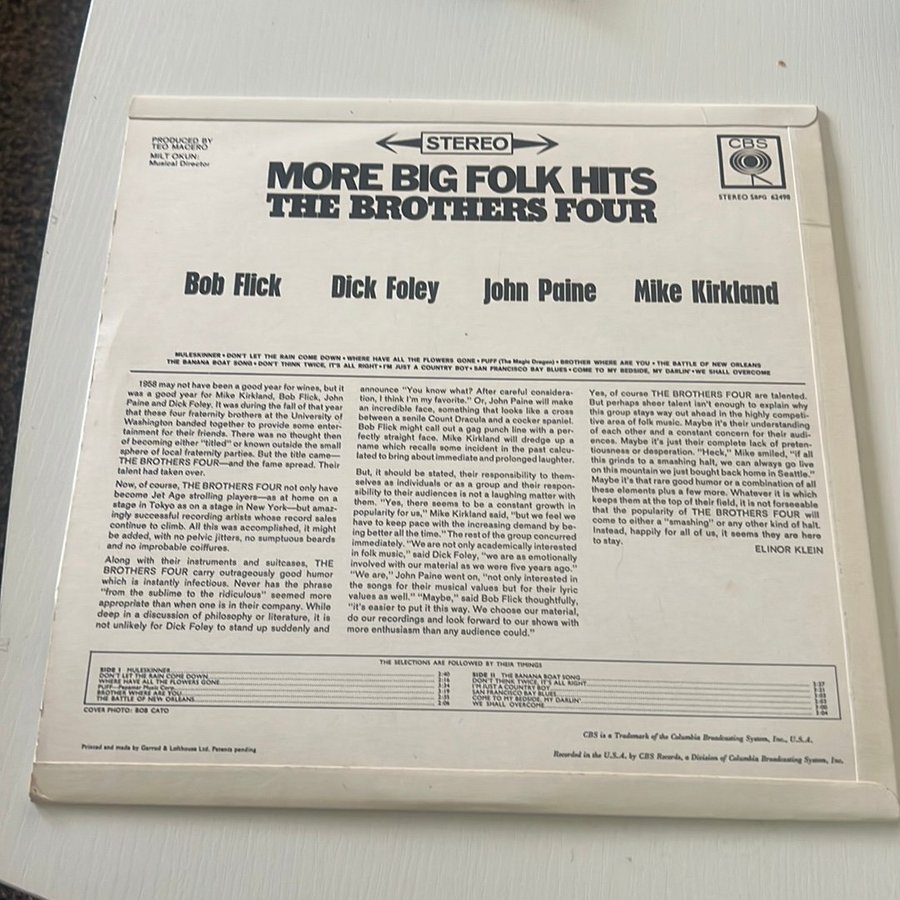 PRODUCED BY
TEO MACERO
MILT OKUN:
Musical Director
STEREO
MORE BIG FOLK HITS
THE BROTHERS FOUR
CBS
STEREO SBPG 62498
Bob Flick Dick Foley John Paine Mike Kirkland
MULESKINNER • DON'T LET THE RAIN COME DOWN • WHERE HAVE ALL THE FLOWERS GONE • PUFF (The Magic Dragon) • BROTHER WHERE ARE YOU • THE BATTLE OF NEW ORLEANS
THE BANANA BOAT SONG • DON'T THINK TWICE, IT'S ALL RIGHT • I'M JUST A COUNTRY BOY • SAN FRANCISCO BAY BLUES • COME TO MY BEDSIDE, MY DARLIN' • WE SHALL OVERCOME
1958 may not have been a good year for wines, but it
was a good year for Mike Kirkland, Bob Flick, John
Paine and Dick Foley. It was during the fall of that year
that these four fraternity brothers at the University of
Washington banded together to provide some enter-
tainment for their friends. There was no thought then
of becoming either "titled" or known outside the small
sphere of local fraternity parties. But the title came—
THE BROTHERS FOUR—and the fame spread. Their
talent had taken over.
Now, of course, THE BROTHERS FOUR not only have
become Jet Age strolling players—as at home on a
stage in Tokyo as on a stage in New York—but amaz-
ingly successful recording artists whose record sales
continue to climb. All this was accomplished, it might
be added, with no pelvic jitters, no sumptuous beards
and no improbable coiffures.
Along with their instruments and suitcases, THE
BROTHERS FOUR carry outrageously good humor
which is instantly infectious. Never has the phrase
"from the sublime to the ridiculous" seemed more
appropriate than when one is in their company. While
deep in a discussion of philosophy or literature, it is
not unlikely for Dick Foley to stand up suddenly and
announce "You know what? After careful considera-
tion, I think I'm my favorite." Or, John Paine will make
an incredible face, something that looks like a cross
between a senile Count Dracula and a cocker spaniel.
Bob Flick might call out a gag punch line with a per-
fectly straight face. Mike Kirkland will dredge up a
name which recalls some incident in the past calcu-
lated to bring about immediate and prolonged laughter.
But, it should be stated, their responsibility to them-
selves as individuals or as a group and their respon-
sibility to their audiences is not a laughing matter with
them. "Yes, there seems to be a constant growth in
popularity for us," Mike Kirkland said, "but we feel we
have to keep pace with the increasing demand by be-
ing better all the time." The rest of the group concurred
immediately. "We are not only academically interested
in folk music," said Dick Foley, "we are as emotionally
involved with our material as we were five years ago."
"We are," John Paine went on, "not only interested in
the songs for their musical values but for their lyric
values as well." "Maybe," said Bob Flick thoughtfully,
"it's easier to put it this way. We choose our material,
do our recordings and look forward to our shows with
more enthusiasm than any audience could."
Yes, of course THE BROTHERS FOUR are talented.
But perhaps sheer talent isn't enough to explain why
this group stays way out ahead in the highly competi-
tive area of folk music. Maybe it's their understanding
of each other and a constant concern for their audi-
ences. Maybe it's just their complete lack of preten-
tiousness or desperation. "Heck," Mike smiled, "if all
this grinds to a smashing halt, we can always go live
on this mountain we just bought back home in Seattle."
Maybe it's that rare good humor or a combination of all
these elements plus a few more. Whatever it is which
keeps them at the top of their field, it is not forseeable
that the popularity of THE BROTHERS FOUR will
come to either a "smashing" or any other kind of halt.
Instead, happily for all of us, it seems they are here
to stay.
ELINOR KLEIN
THE SELECTIONS ARE FOLLOWED BY THEIR TIMINGS
SIDE I MULESKINNER
DON'T LET THE RAIN COME DOWN
WHERE HAVE ALL THE FLOWERS GONE
PUFF—Pepamar Music Corp.
BROTHER WHERE ARE YOU
THE BATTLE OF NEW ORLEANS
SIDE II THE BANANA BOAT SONG
DON'T THINK TWICE, IT'S ALL RIGHT
I'M JUST A COUNTRY BOY
SAN FRANCISCO BAY BLUES
COME TO MY BEDSIDE, MY DARLIN'
WE SHALL OVERCOME
COVER PHOTO: BOB CATO
CBS is a Trademark of the Columbia Broadcasting System, Inc., U.S.A.
Printed and made by Garrod & Lofthouse Ltd. Patents pending
Recorded in the U.S.A. by CBS Records, a Division of Columbia Broadcasting System, Inc.